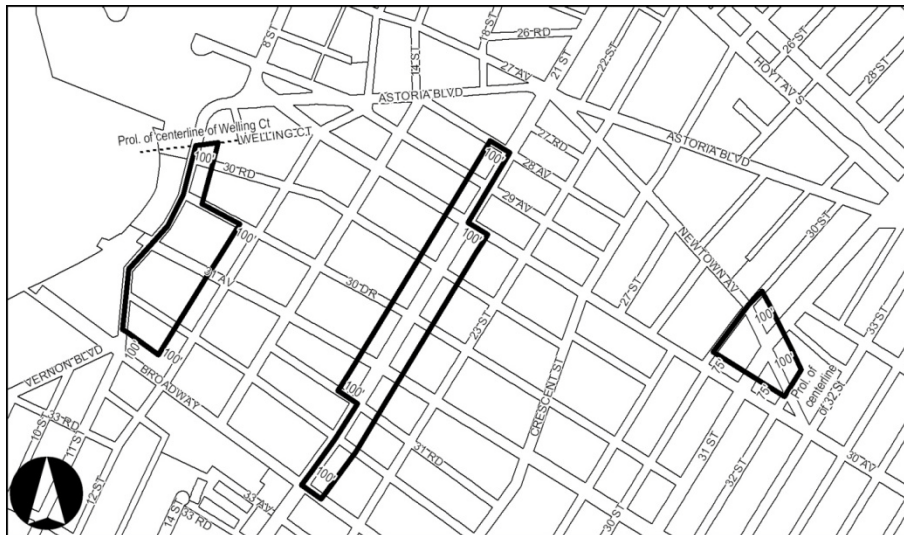 8 ST
14 ST
8 ST
26 RD
27 AV
21 ST
22 ST
HOYT AV S
26 ST
28 ST
ASTORIA BLVD
Prol. of centerline of Welling Ct
WELLING CT
100'
30 RD
100'
27 RD
28 AV
ASTORIA BLVD
29 AV
100'
30 ST
100'
31 AV
30 DR
NEWTOWN AV
27 ST
23 ST
100'
33 ST
100'
100'
75'
75'
Prol. of
centerline
of 32 St
VERNON BLVD
BROADWAY
100'
CRESCENT ST
33 RD
10 ST
11 ST
12 ST
14 ST
33 RD
33 AV
100'
31 RD
31 ST
32 ST
30 ST
30 AV